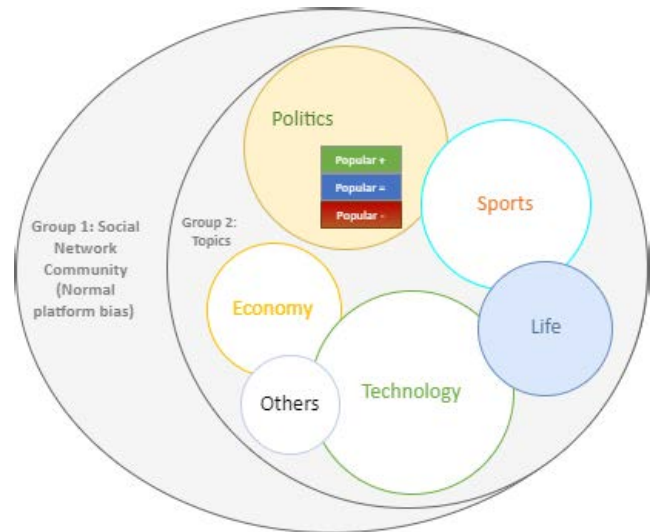 Politics
Popular +
Popular =
Popular -
Sports
Group 1: Social
Network
Community
(Normal
platform bias)
Group 2:
Topics
Economy
Life
Others
Technology